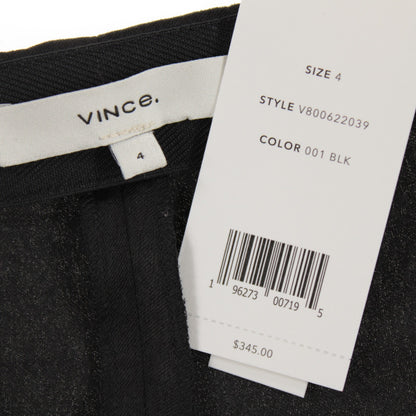 VINCE.
4
SIZE 4
STYLE V800622039
COLOR 001 BLK
1 96273 00719 5
$345.00